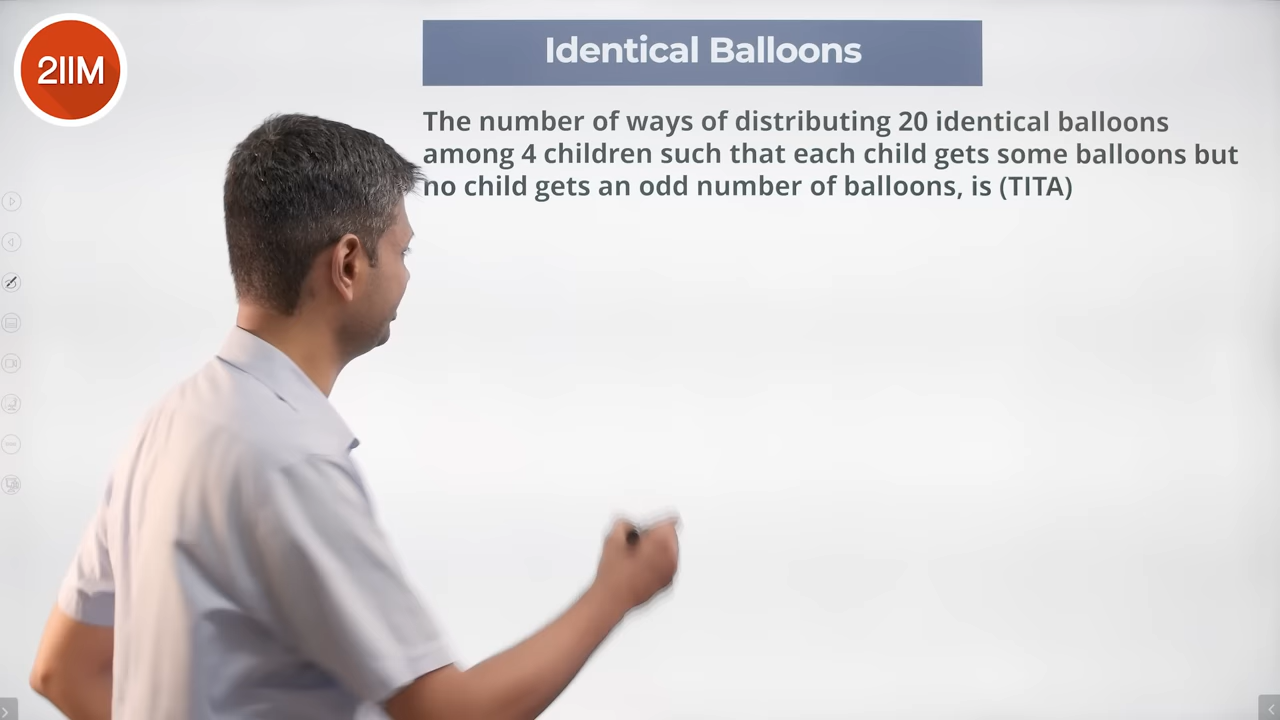 2IIM
Identical Balloons
The number of ways of distributing 20 identical balloons
among 4 children such that each child gets some balloons but
no child gets an odd number of balloons, is (TITA)